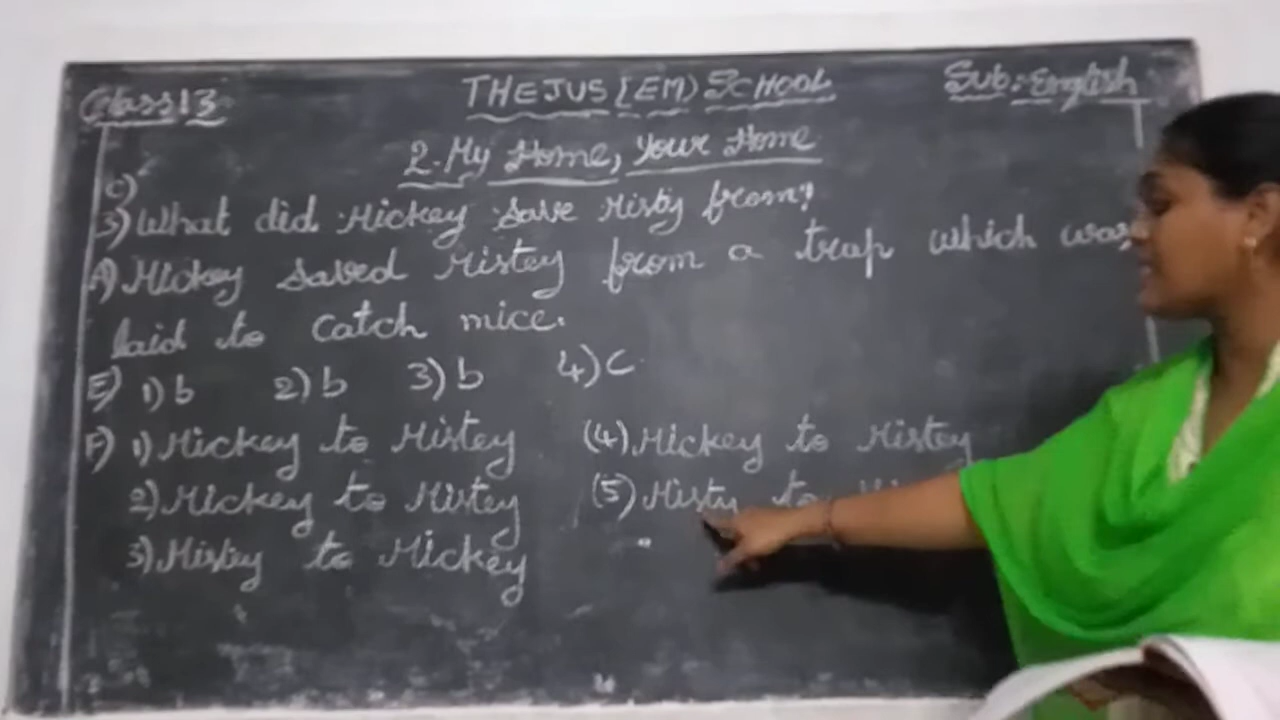 Class: 3 THEJUS (EM) SCHOOL Sub: English
2. My Home, Your Home
C)
3) What did Mickey save Misty from?
A) Mickey saved Mistey from a trap which was
laid to catch mice.
E) 1) b 2) b 3) b 4) c
F) 1) Mickey to Mistey (4) Mickey to Mistey
2) Mickey to Mistey (5) Misty to
3) Mistey to Mickey